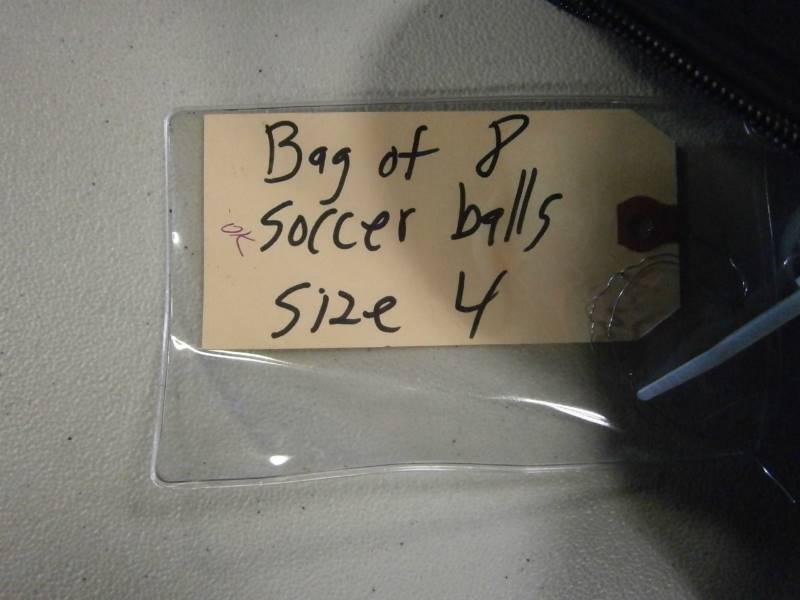 Bag of 8
OK
soccer balls
size 4